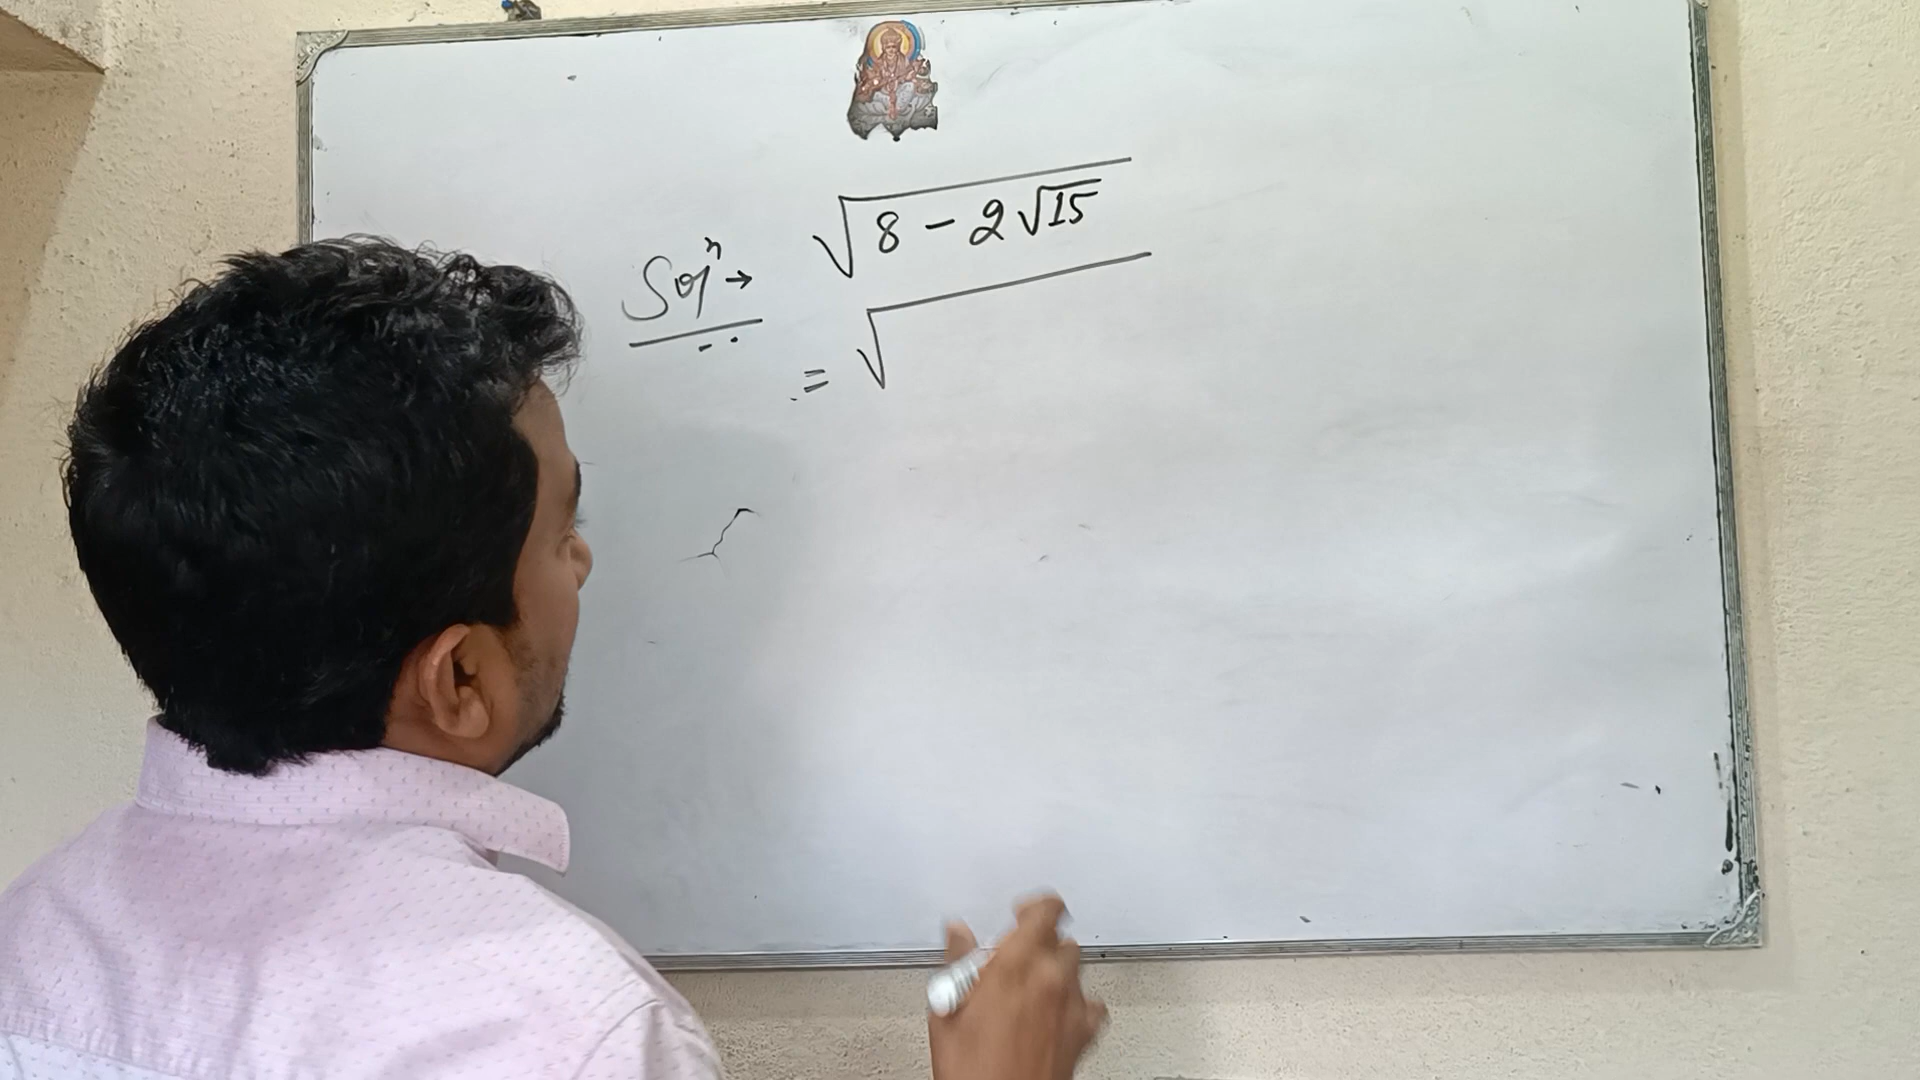 Solⁿ → √(8 - 2√15)
= √